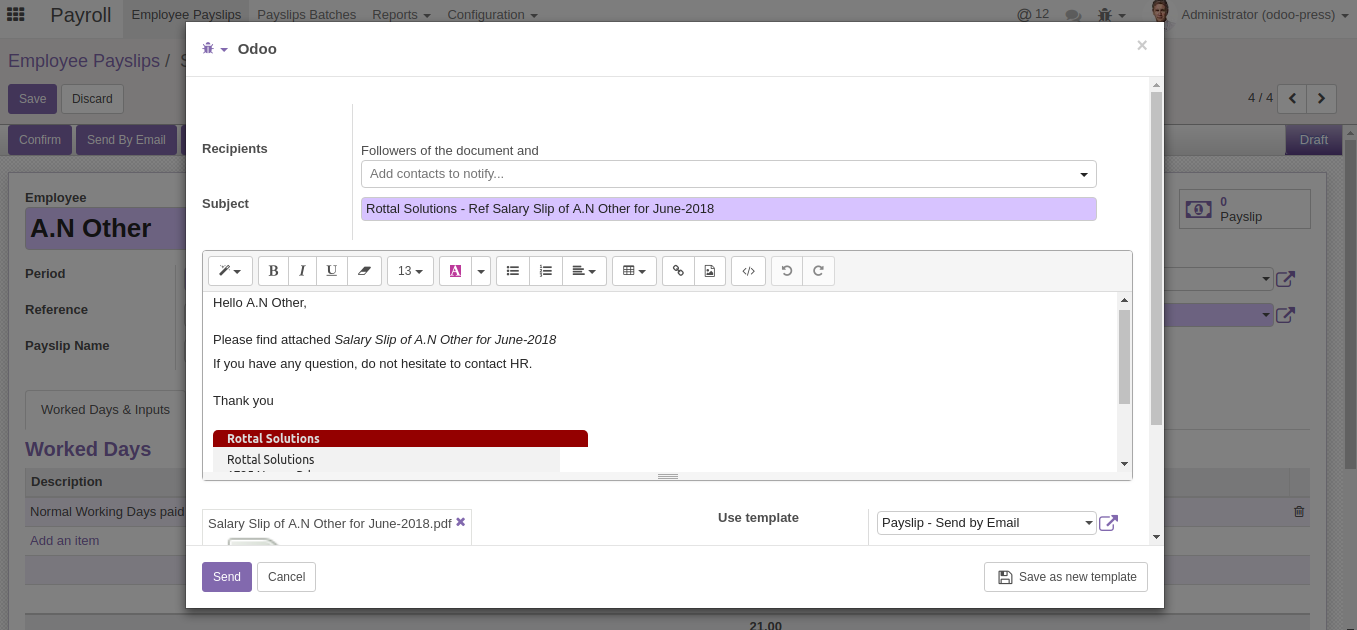 Payroll Employee Payslips Payslips Batches Reports Configuration @ 12 Administrator (odoo-press)
Employee Payslips / S
Odoo ×
Save Discard
4 / 4
Confirm Send By Email
Draft
Employee
A.N Other
0
Payslip
Period
Reference
Payslip Name
Worked Days & Inputs
Worked Days
Description
Normal Working Days paid
Add an item
21.00
Recipients
Followers of the document and
Add contacts to notify...
Subject
Rottal Solutions - Ref Salary Slip of A.N Other for June-2018
B I U 13 A </>
Hello A.N Other,
Please find attached Salary Slip of A.N Other for June-2018
If you have any question, do not hesitate to contact HR.
Thank you
Rottal Solutions
Rottal Solutions
Salary Slip of A.N Other for June-2018.pdf
Use template
Payslip - Send by Email
Send Cancel
Save as new template